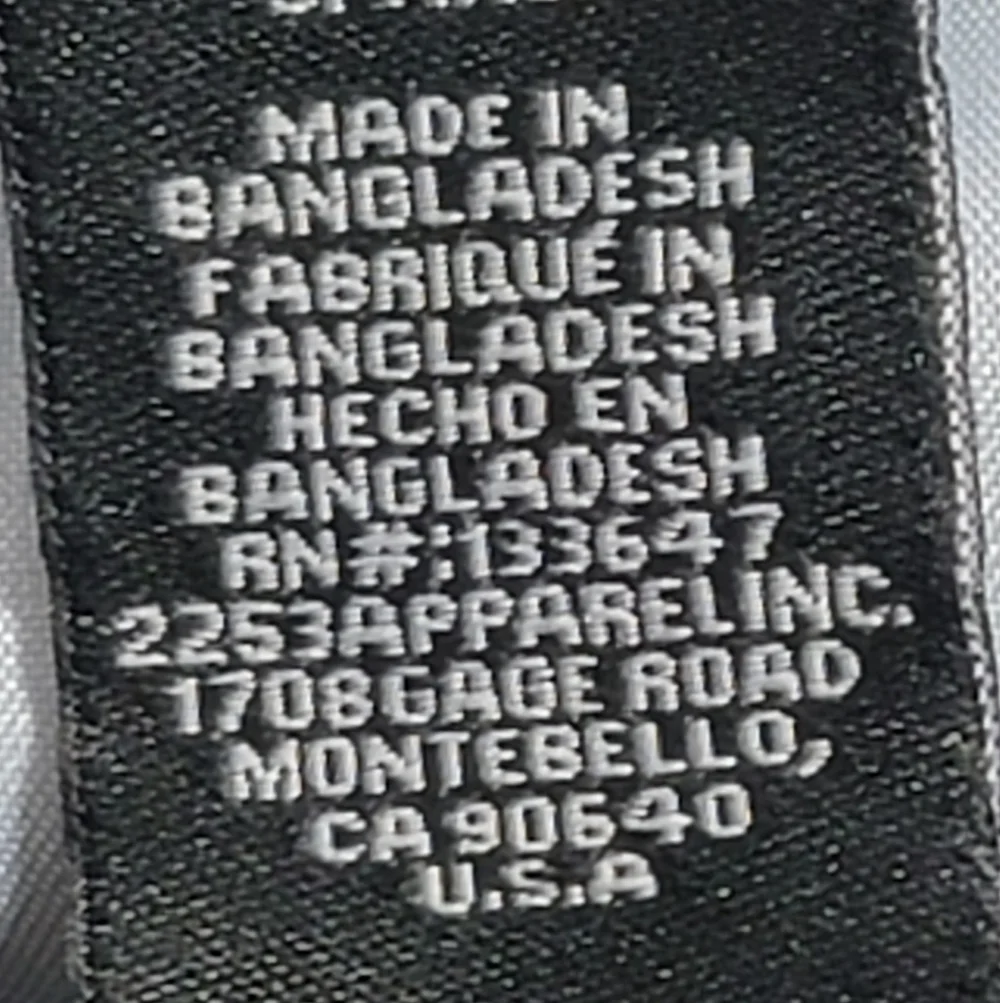 MADE IN
BANGLADESH
FABRIQUÉ IN
BANGLADESH
HECHO EN
BANGLADESH
RN#:133647
2253APPARELINC.
1708GAGE ROAD
MONTEBELLO,
CA 90640
U.S.A